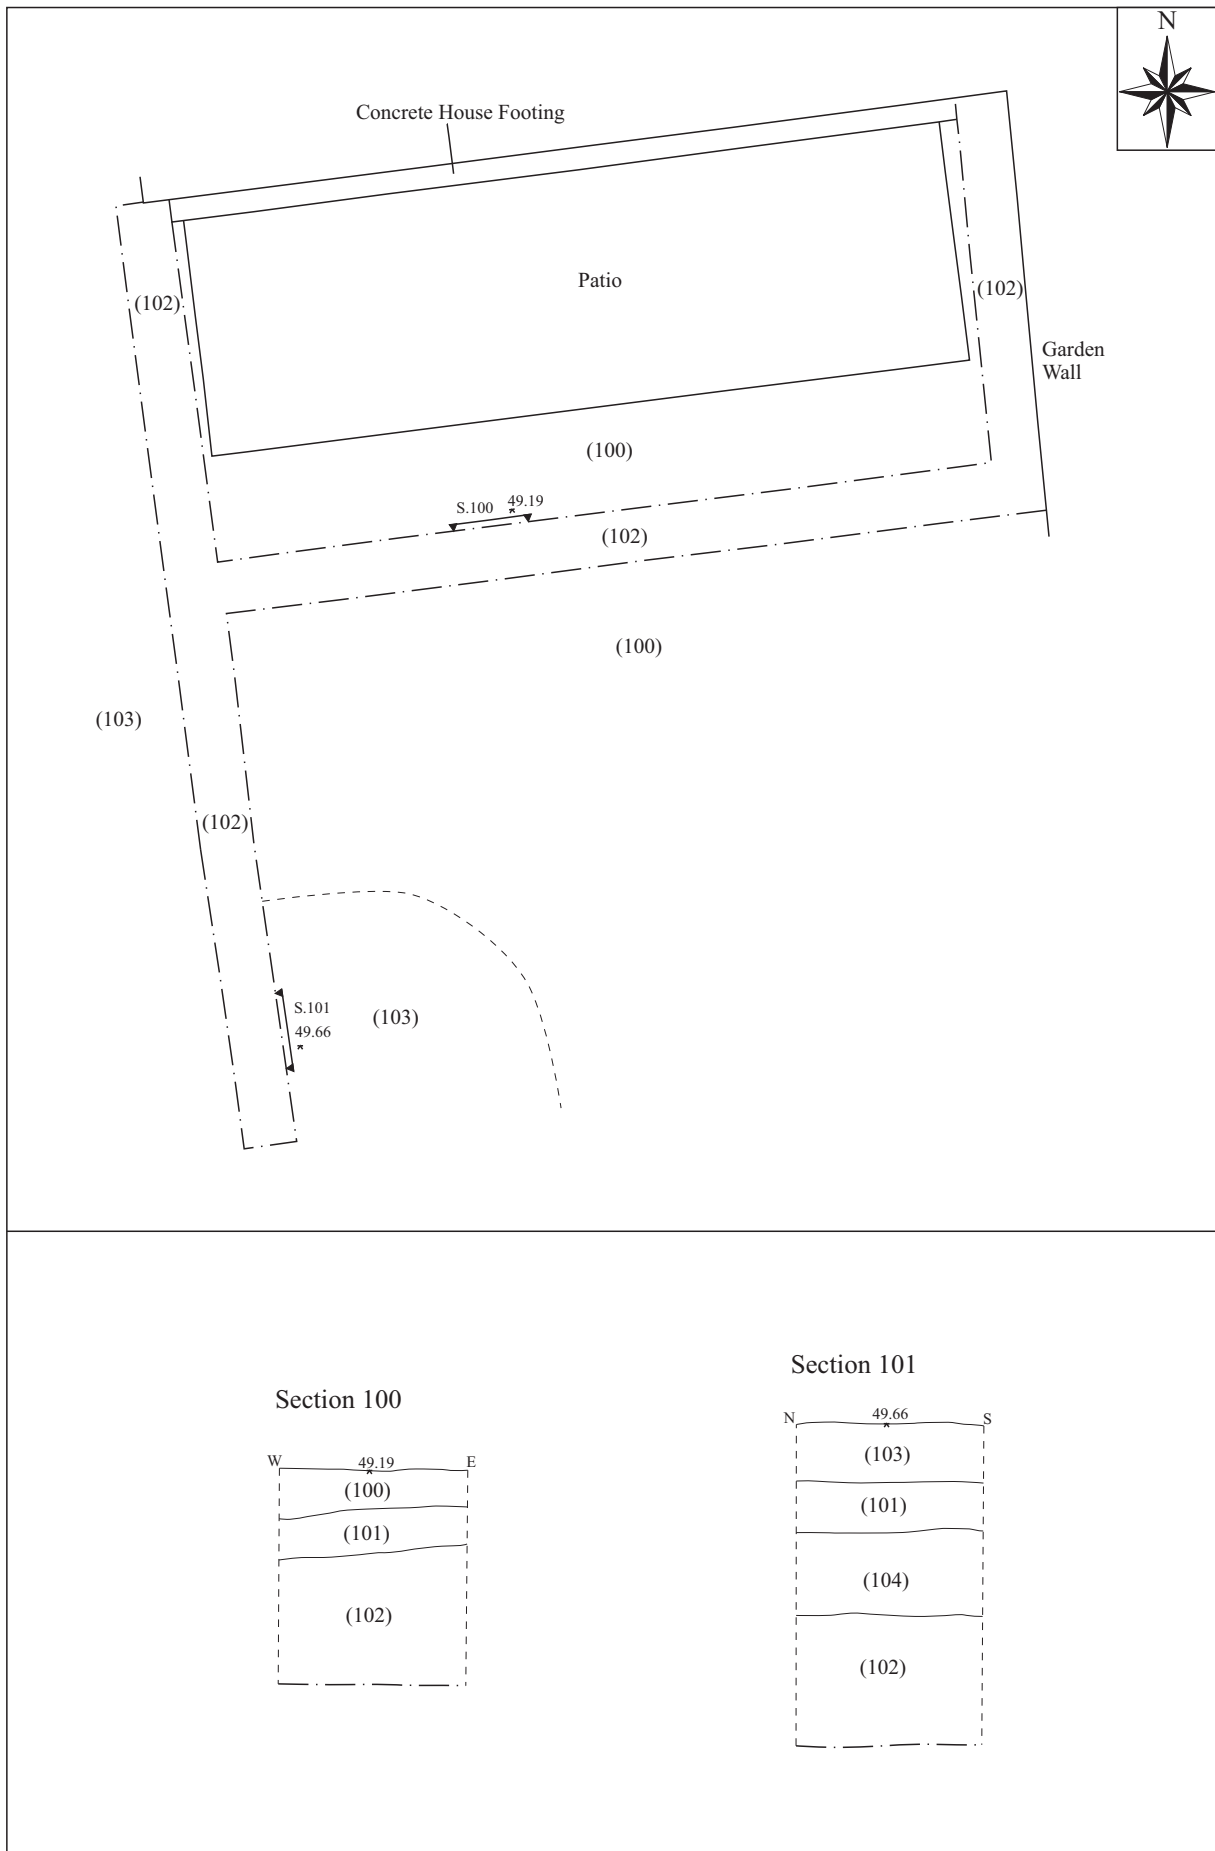 N
Concrete House Footing
Patio
(102)
(102)
Garden
Wall
(100)
S.100
49.19
(102)
(100)
(103)
(102)
S.101
49.66
(103)
Section 100
W
49.19
E
(100)
(101)
(102)
Section 101
N
49.66
S
(103)
(101)
(104)
(102)